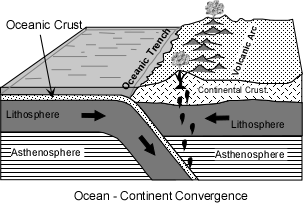 Oceanic Crust
Oceanic Trench
Volcanic Arc
Continental Crust
Lithosphere
Lithosphere
Asthenosphere
Asthenosphere
Ocean - Continent Convergence